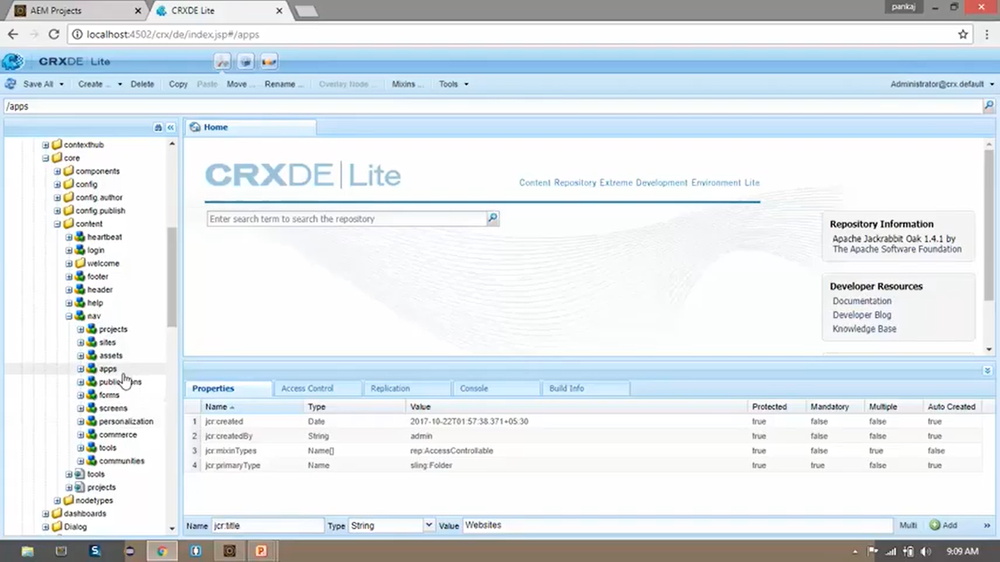 AEM Projects
CRXDE Lite
pankaj
localhost:4502/crx/de/index.jsp#/apps
CRXDE | Lite
Save All
Create ...
Delete
Copy
Paste
Move ...
Rename ...
Overlay Node ...
Mixins ...
Tools
Administrator@crx.default
/apps
contexthub
core
components
config
config.author
config.publish
content
heartbeat
login
welcome
footer
header
help
nav
projects
sites
assets
apps
forms
screens
personalization
commerce
tools
communities
tools
projects
nodetypes
dashboards
Dialog
Home
CRXDE | Lite
Content Repository Extreme Development Environment Lite
Enter search term to search the repository
Repository Information
Apache Jackrabbit Oak 1.4.1 by
The Apache Software Foundation
Developer Resources
Documentation
Developer Blog
Knowledge Base
Properties
Access Control
Replication
Console
Build Info
Name Type Value Protected Mandatory Multiple Auto Created
1 jcr:created Date 2017-10-22T01:57:38.371+05:30 true false false true
2 jcr:createdBy String admin true false false true
3 jcr:mixinTypes Name[] rep:AccessControllable true false true false
4 jcr:primaryType Name sling:Folder true true false true
Name jcr:title Type String Value Websites Multi Add
9:09 AM